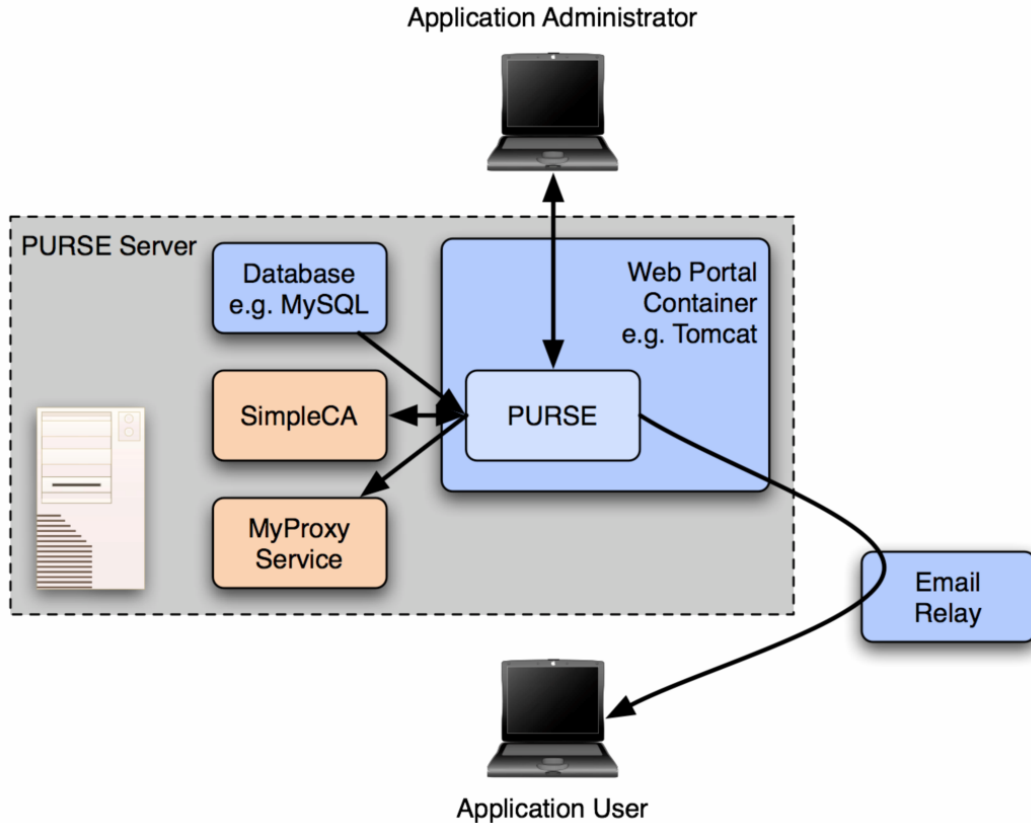 Application Administrator
PURSE Server
Database
e.g. MySQL
Web Portal
Container
e.g. Tomcat
SimpleCA
PURSE
MyProxy
Service
Email
Relay
Application User